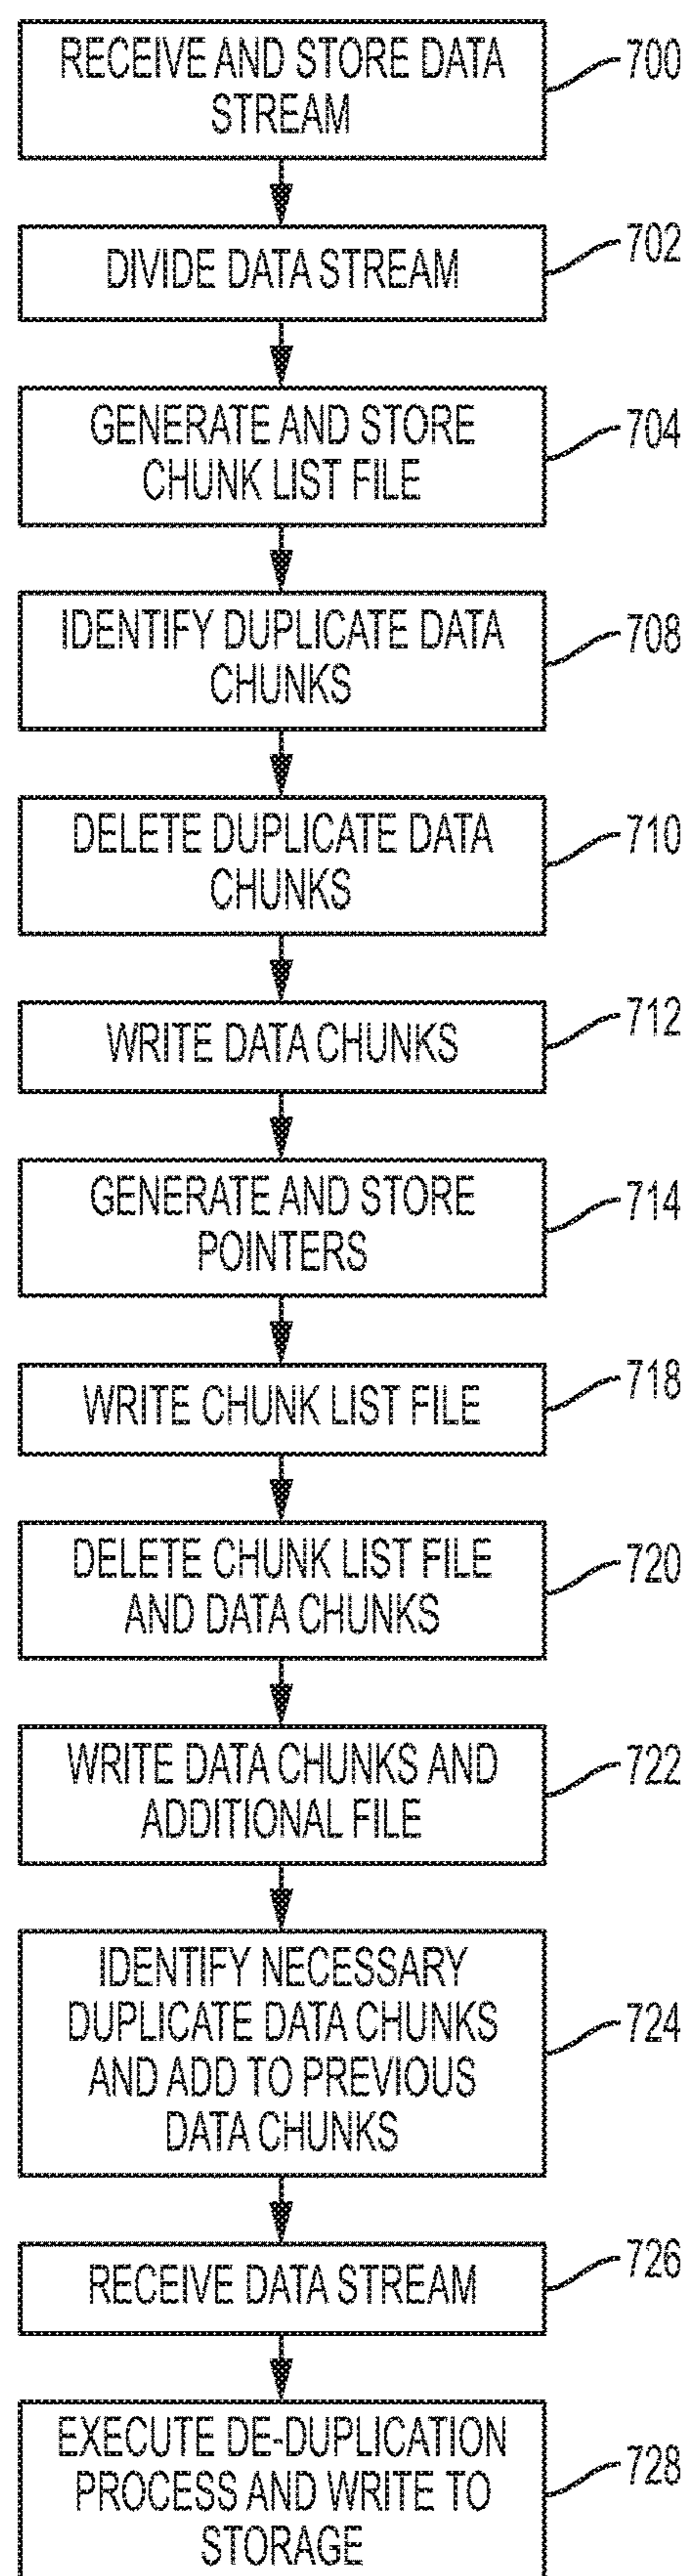 RECEIVE AND STORE DATA
STREAM
700
DIVIDE DATA STREAM
702
GENERATE AND STORE
CHUNK LIST FILE
704
IDENTIFY DUPLICATE DATA
CHUNKS
708
DELETE DUPLICATE DATA
CHUNKS
710
WRITE DATA CHUNKS
712
GENERATE AND STORE
POINTERS
714
WRITE CHUNK LIST FILE
718
DELETE CHUNK LIST FILE
AND DATA CHUNKS
720
WRITE DATA CHUNKS AND
ADDITIONAL FILE
722
IDENTIFY NECESSARY
DUPLICATE DATA CHUNKS
AND ADD TO PREVIOUS
DATA CHUNKS
724
RECEIVE DATA STREAM
726
EXECUTE DE-DUPLICATION
PROCESS AND WRITE TO
STORAGE
728